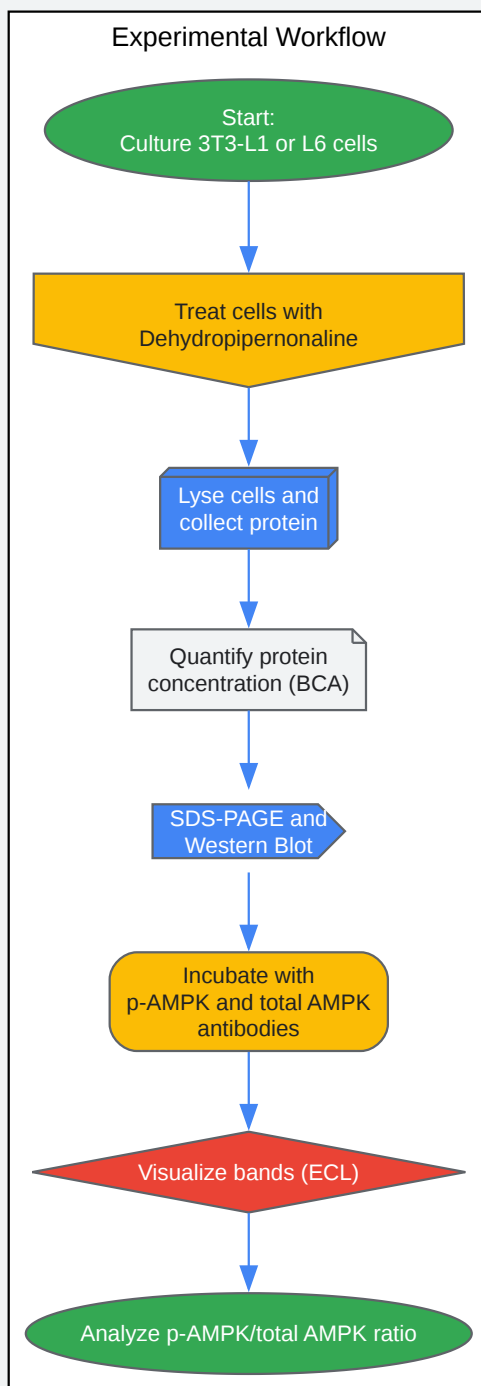 Experimental Workflow
Start:
Culture 3T3-L1 or L6 cells
Treat cells with
Dehydropipernonaline
Lyse cells and
collect protein
Quantify protein
concentration (BCA)
SDS-PAGE and
Western Blot
Incubate with
p-AMPK and total AMPK
antibodies
Visualize bands (ECL)
Analyze p-AMPK/total AMPK ratio